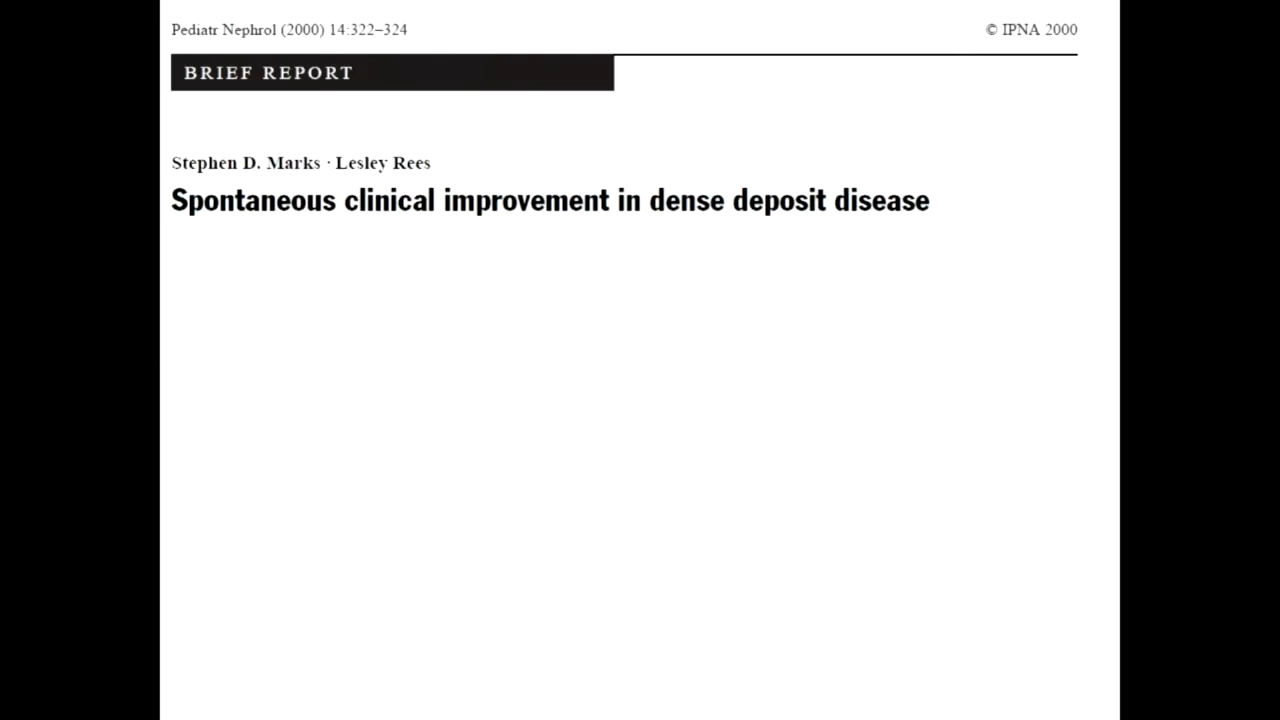 Pediatr Nephrol (2000) 14:322–324 © IPNA 2000
BRIEF REPORT
Stephen D. Marks · Lesley Rees
Spontaneous clinical improvement in dense deposit disease